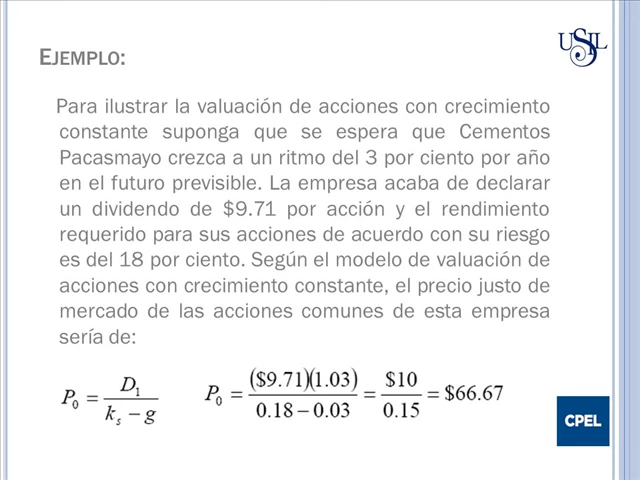 USIL
EJEMPLO:
Para ilustrar la valuación de acciones con crecimiento
constante suponga que se espera que Cementos
Pacasmayo crezca a un ritmo del 3 por ciento por año
en el futuro previsible. La empresa acaba de declarar
un dividendo de $9.71 por acción y el rendimiento
requerido para sus acciones de acuerdo con su riesgo
es del 18 por ciento. Según el modelo de valuación de
acciones con crecimiento constante, el precio justo de
mercado de las acciones comunes de esta empresa
sería de:
P₀ = D₁ / (kₛ − g)
P₀ = ($9.71)(1.03) / (0.18 − 0.03) = $10 / 0.15 = $66.67
CPEL